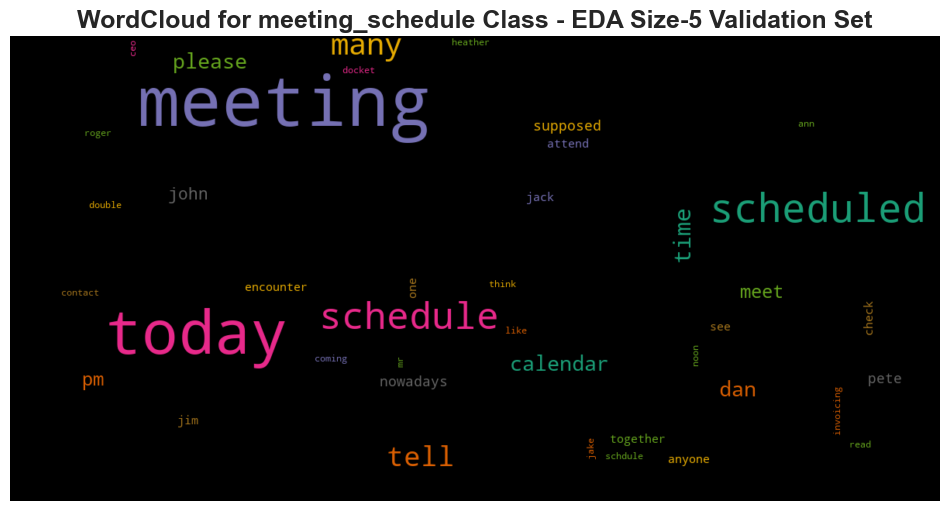 WordCloud for meeting_schedule Class - EDA Size-5 Validation Set
ceo
many
heather
please
docket
meeting
supposed
ann
roger
attend
john
jack
double
scheduled
time
encounter
one
think
contact
meet
schedule
check
today
like
see
coming
mr
calendar
noon
pm
nowadays
dan
pete
invoicing
jim
tell
jake
together
schdule
anyone
read